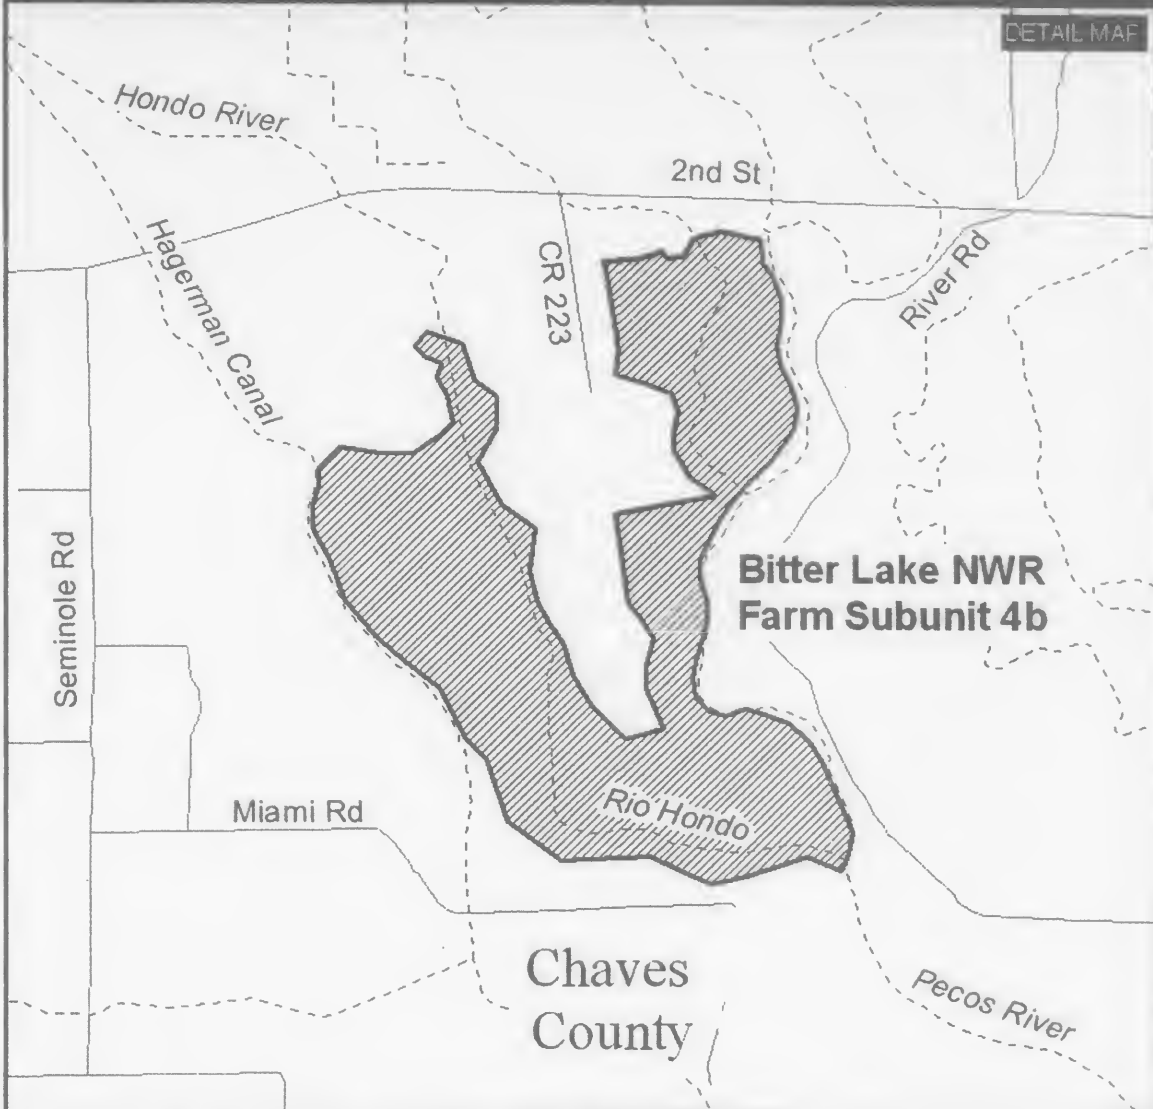 DETAIL MAP
Hondo River
2nd St
Hagerman Canal
CR 223
River Rd
Bitter Lake NWR
Farm Subunit 4b
Seminole Rd
Rio Hondo
Miami Rd
Chaves
County
Pecos River